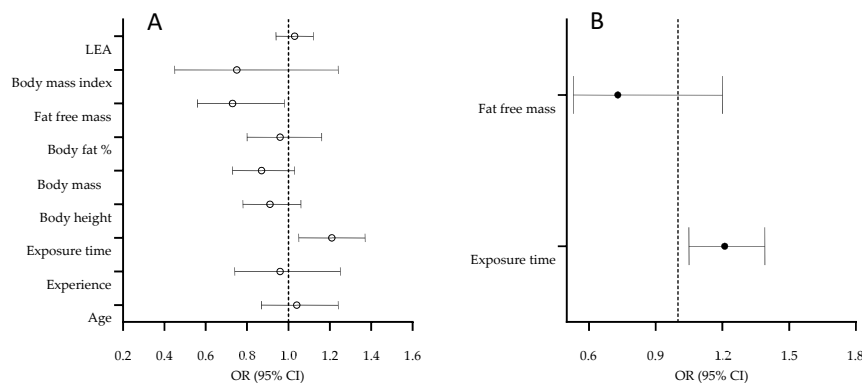 A
LEA
Body mass index
Fat free mass
Body fat %
Body mass
Body height
Exposure time
Experience
Age
0.2 0.4 0.6 0.8 1.0 1.2 1.4 1.6
OR (95% CI)
B
Fat free mass
Exposure time
0.6 0.9 1.2 1.5 1.8
OR (95% CI)